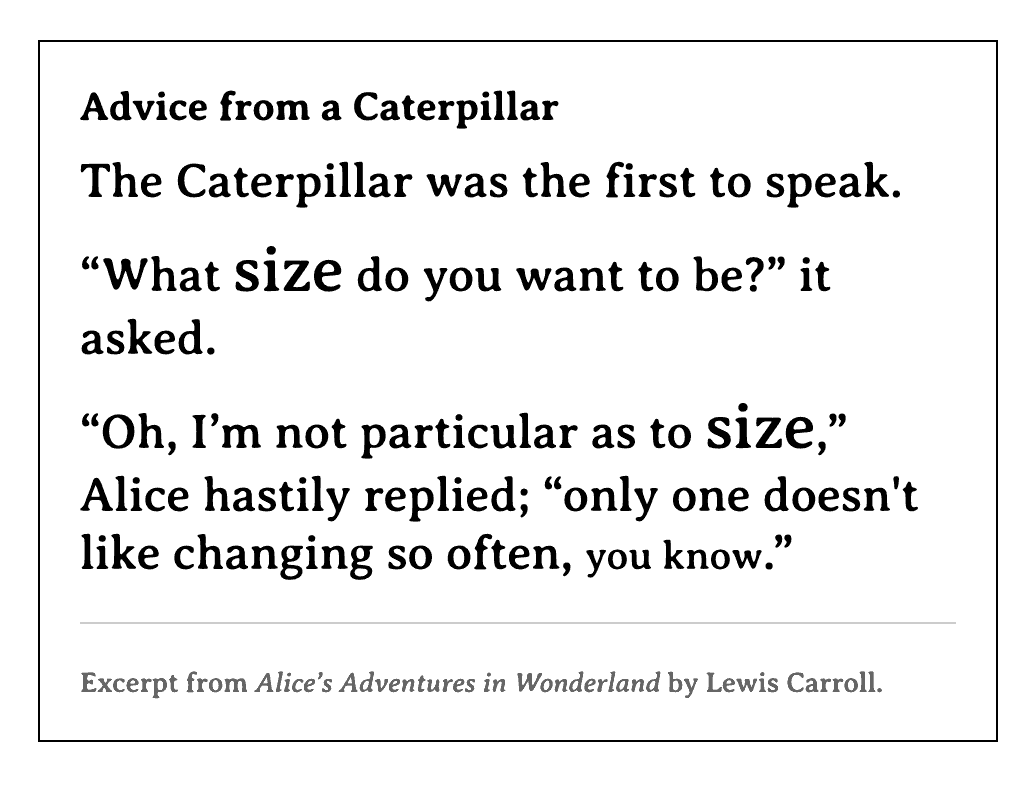 Advice from a Caterpillar
The Caterpillar was the first to speak.
“What size do you want to be?” it
asked.
“Oh, I’m not particular as to size,”
Alice hastily replied; “only one doesn't
like changing so often, you know.”
Excerpt from Alice’s Adventures in Wonderland by Lewis Carroll.